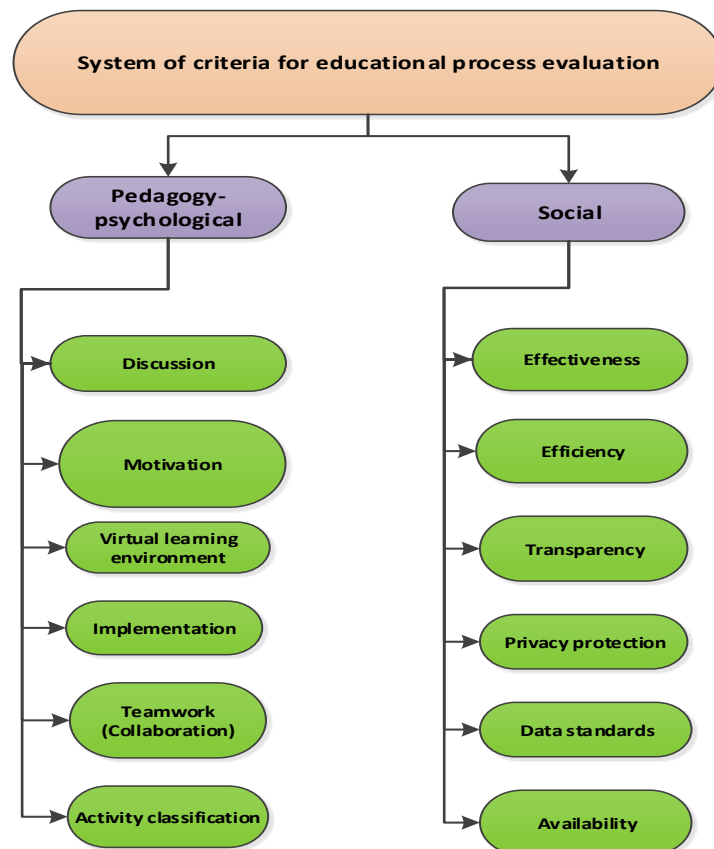 System of criteria for educational process evaluation
Pedagogy-
psychological
Social
Discussion
Motivation
Virtual learning
environment
Implementation
Teamwork
(Collaboration)
Activity classification
Effectiveness
Efficiency
Transparency
Privacy protection
Data standards
Availability